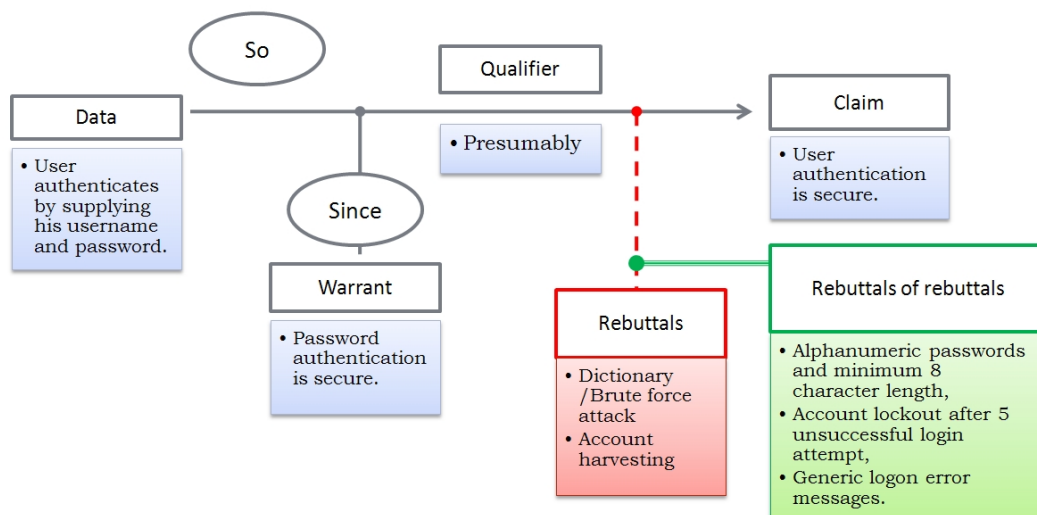 So
Qualifier
Data
Claim
• User
authenticates
by supplying
his username
and password.
• Presumably
• User
authentication
is secure.
Since
Warrant
• Password
authentication
is secure.
Rebuttals
• Dictionary
/Brute force
attack
• Account
harvesting
Rebuttals of rebuttals
• Alphanumeric passwords
and minimum 8
character length,
• Account lockout after 5
unsuccessful login
attempt,
• Generic logon error
messages.